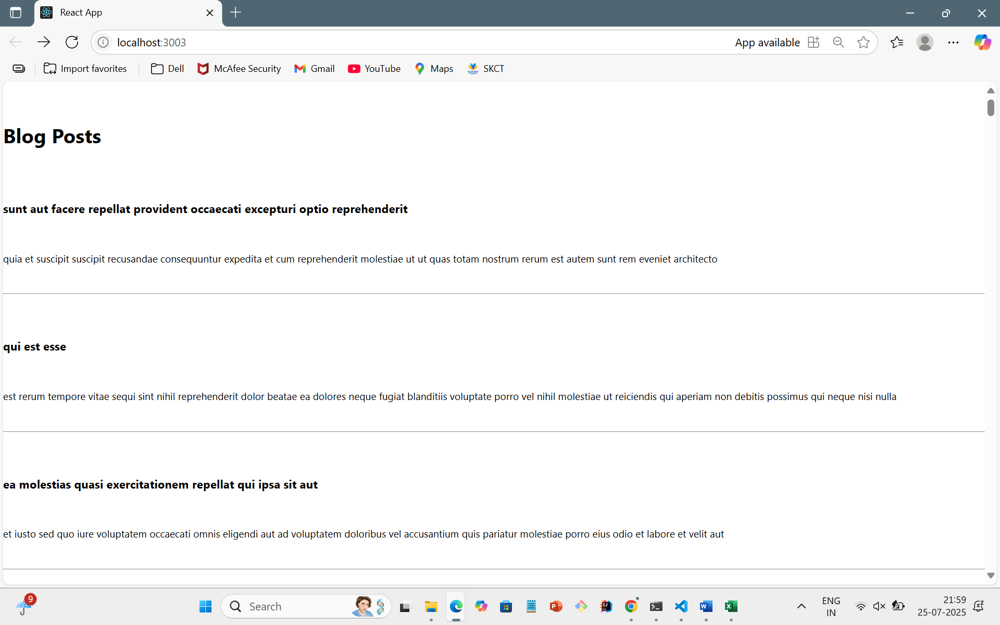 React App
localhost:3003
App available
Import favorites
Dell
McAfee Security
Gmail
YouTube
Maps
SKCT
Blog Posts
sunt aut facere repellat provident occaecati excepturi optio reprehenderit
quia et suscipit suscipit recusandae consequuntur expedita et cum reprehenderit molestiae ut ut quas totam nostrum rerum est autem sunt rem eveniet architecto
qui est esse
est rerum tempore vitae sequi sint nihil reprehenderit dolor beatae ea dolores neque fugiat blanditiis voluptate porro vel nihil molestiae ut reiciendis qui aperiam non debitis possimus qui neque nisi nulla
ea molestias quasi exercitationem repellat qui ipsa sit aut
et iusto sed quo iure voluptatem occaecati omnis eligendi aut ad voluptatem doloribus vel accusantium quis pariatur molestiae porro eius odio et labore et velit aut
9
Search
ENG
IN
21:59
25-07-2025